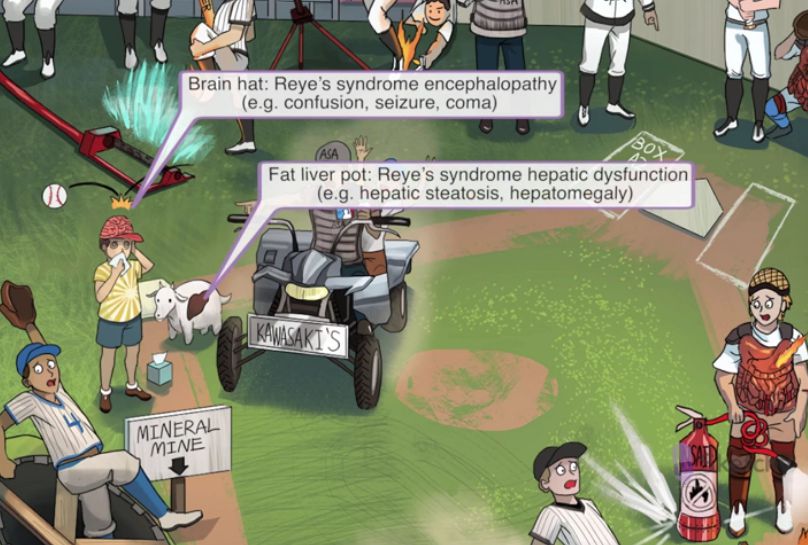 ASA
Brain hat: Reye's syndrome encephalopathy
(e.g. confusion, seizure, coma)
BOX
ASA
Fat liver pot: Reye's syndrome hepatic dysfunction
(e.g. hepatic steatosis, hepatomegaly)
KAWASAKI'S
4
MINERAL
MINE